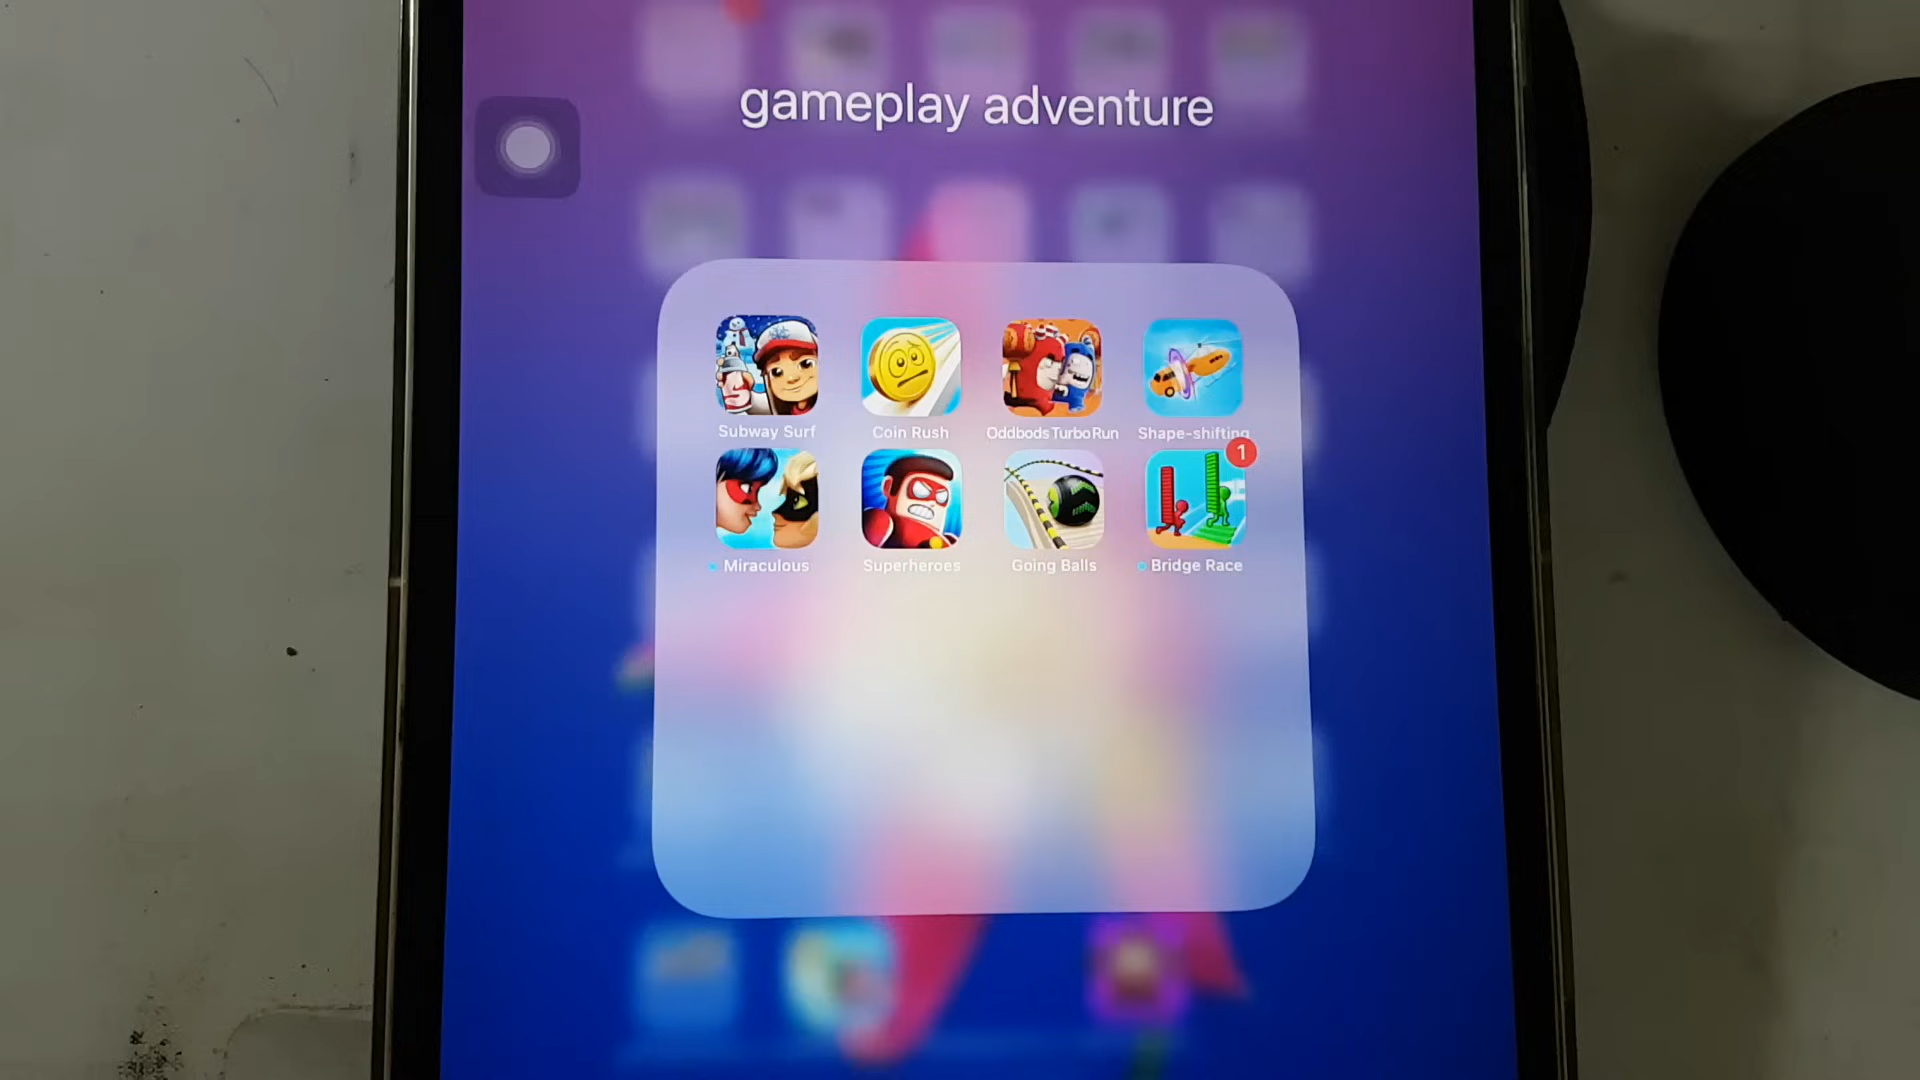 gameplay adventure
Subway Surf
Coin Rush
Oddbods Turbo Run
Shape-shifting
1
Miraculous
Superheroes
Going Balls
Bridge Race